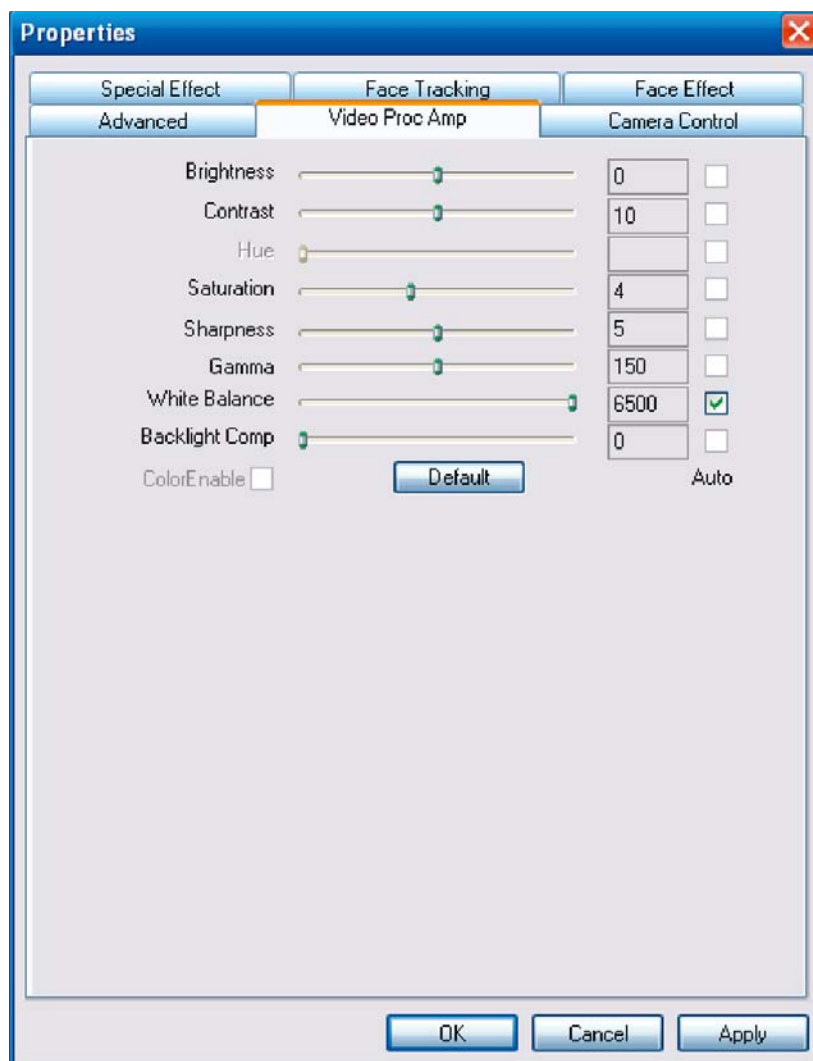 Properties
Special Effect Face Tracking Face Effect
Advanced Video Proc Amp Camera Control
Brightness 0
Contrast 10
Hue
Saturation 4
Sharpness 5
Gamma 150
White Balance 6500
Backlight Comp 0
ColorEnable Default Auto
OK Cancel Apply